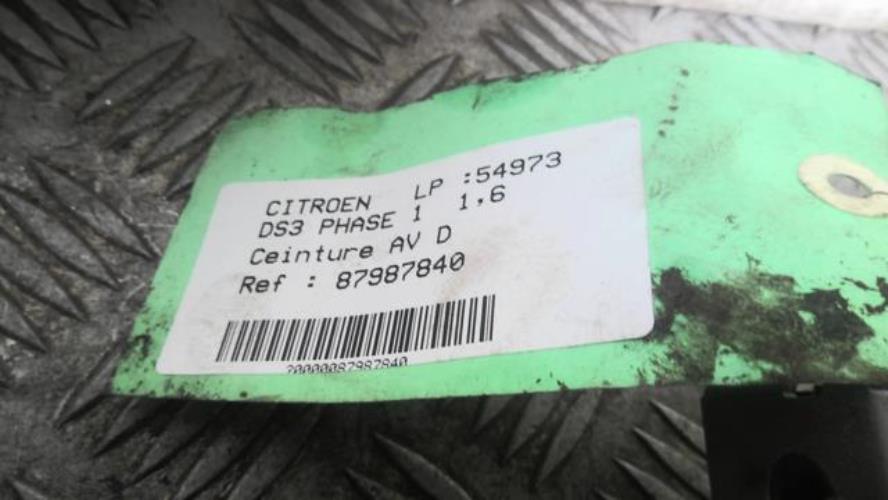 CITROEN LP :54973
DS3 PHASE 1 1,6
Ceinture AV D
Ref : 87987840
20000087987840